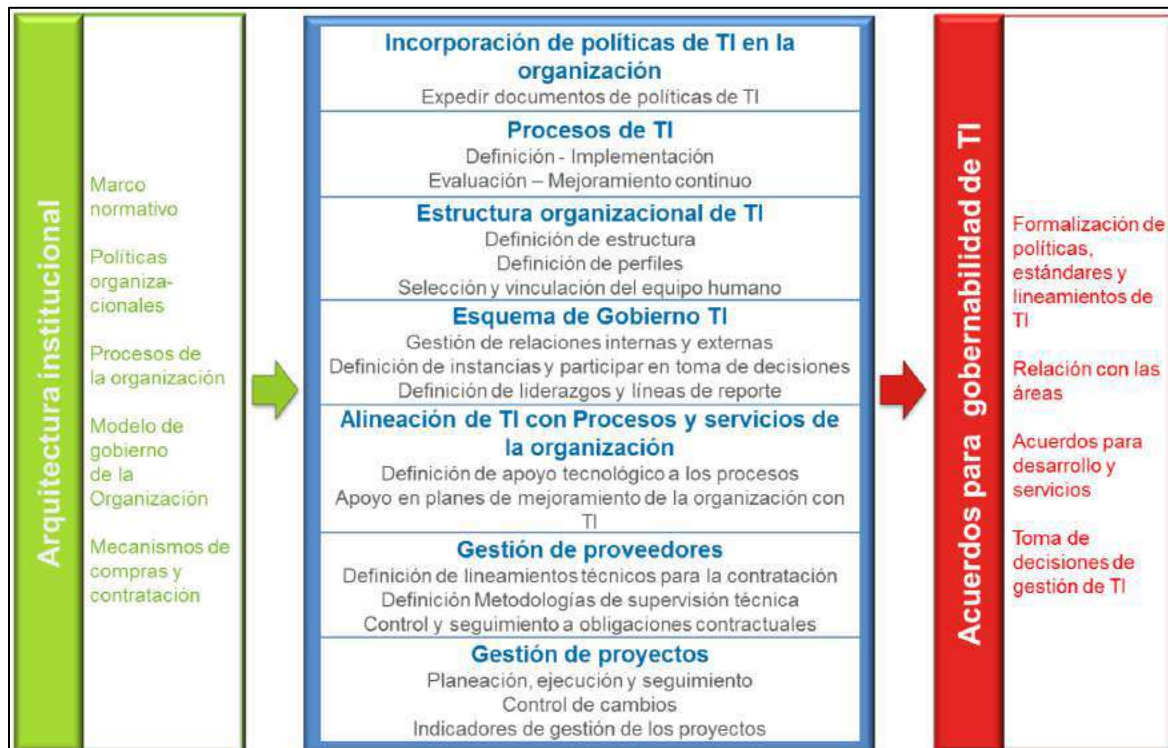 Arquitectura institucional
Marco
normativo
Políticas
organiza-
cionales
Procesos de
la organización
Modelo de
gobierno
de la
Organización
Mecanismos de
compras y
contratación
Incorporación de políticas de TI en la
organización
Expedir documentos de políticas de TI
Procesos de TI
Definición - Implementación
Evaluación – Mejoramiento continuo
Estructura organizacional de TI
Definición de estructura
Definición de perfiles
Selección y vinculación del equipo humano
Esquema de Gobierno TI
Gestión de relaciones internas y externas
Definición de instancias y participar en toma de decisiones
Definición de liderazgos y líneas de reporte
Alineación de TI con Procesos y servicios de
la organización
Definición de apoyo tecnológico a los procesos
Apoyo en planes de mejoramiento de la organización con
TI
Gestión de proveedores
Definición de lineamientos técnicos para la contratación
Definición Metodologías de supervisión técnica
Control y seguimiento a obligaciones contractuales
Gestión de proyectos
Planeación, ejecución y seguimiento
Control de cambios
Indicadores de gestión de los proyectos
Acuerdos para gobernabilidad de TI
Formalización de
políticas,
estándares y
lineamientos de
TI
Relación con las
áreas
Acuerdos para
desarrollo y
servicios
Toma de
decisiones de
gestión de TI